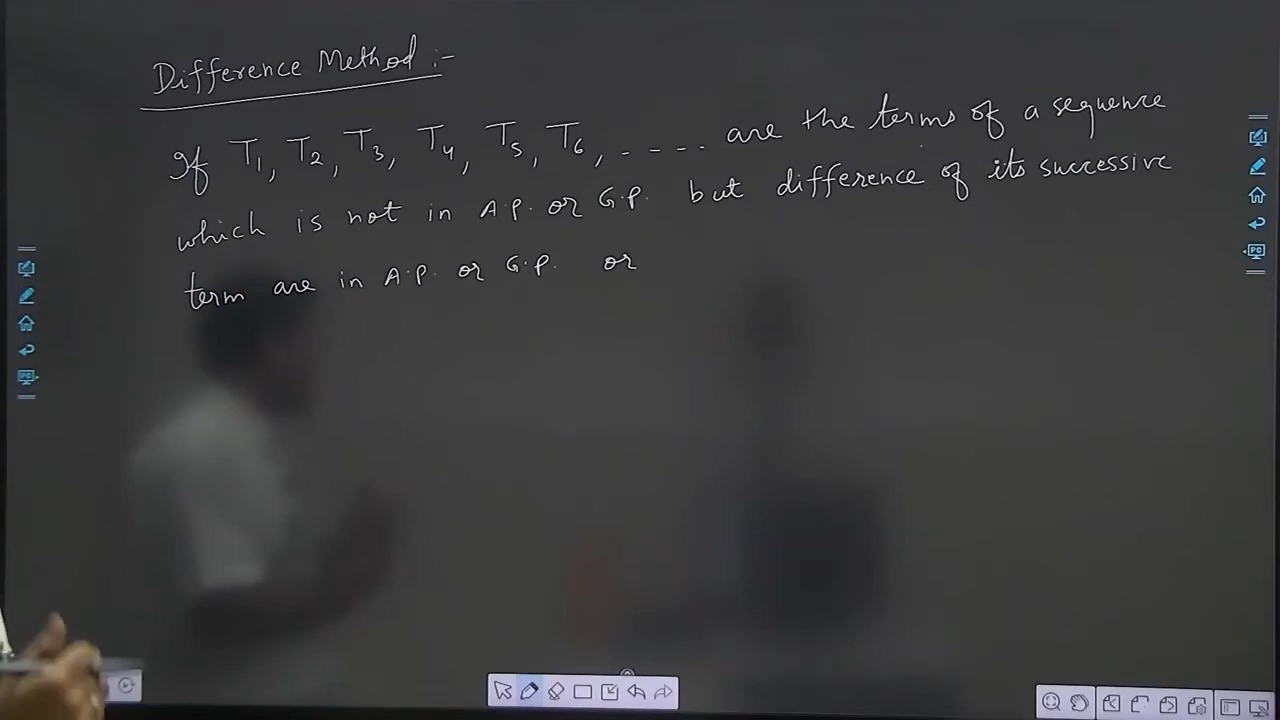 Difference Method :-
If T1, T2, T3, T4, T5, T6, - - - - are the terms of a sequence
which is not in A.P. or G.P. but difference of its successive
term are in A.P. or G.P. or